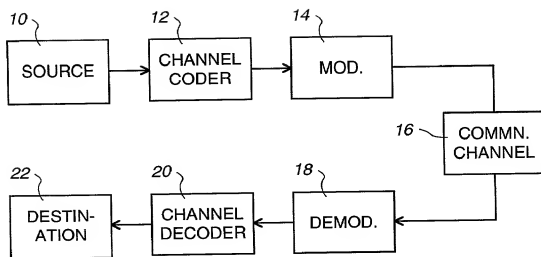 10
SOURCE
12
CHANNEL
CODER
14
MOD.
16
COMMN.
CHANNEL
18
DEMOD.
20
CHANNEL
DECODER
22
DESTIN-
ATION